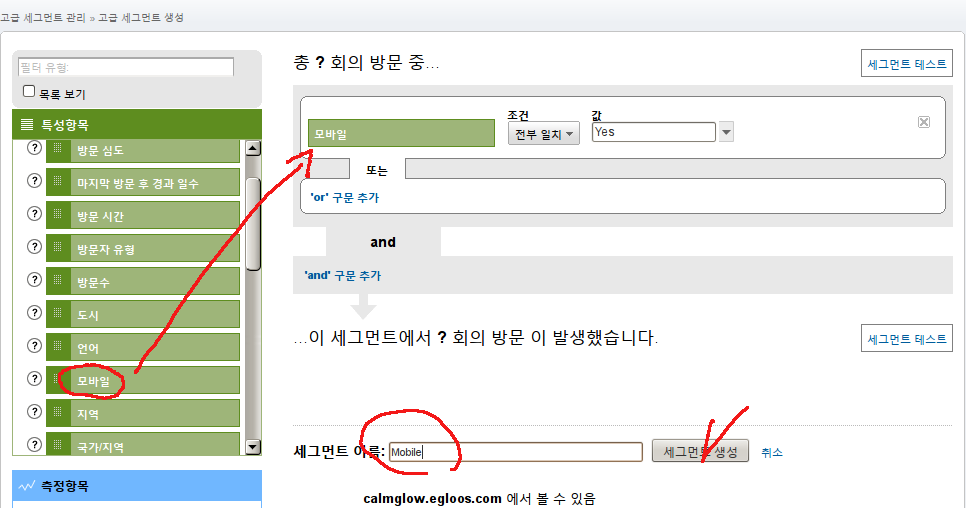 고급 세그먼트 관리 » 고급 세그먼트 생성
필터 유형:
목록 보기
특성항목
? 방문 심도
? 마지막 방문 후 경과 일수
? 방문 시간
? 방문자 유형
? 방문수
? 도시
? 언어
? 모바일
? 지역
? 국가/지역
측정항목
총 ? 회의 방문 중...
세그먼트 테스트
조건 값
모바일 전부 일치 Yes
또는
'or' 구문 추가
and
'and' 구문 추가
...이 세그먼트에서 ? 회의 방문 이 발생했습니다.
세그먼트 테스트
세그먼트 이름: Mobile 세그먼트 생성 취소
calmglow.egloos.com 에서 볼 수 있음